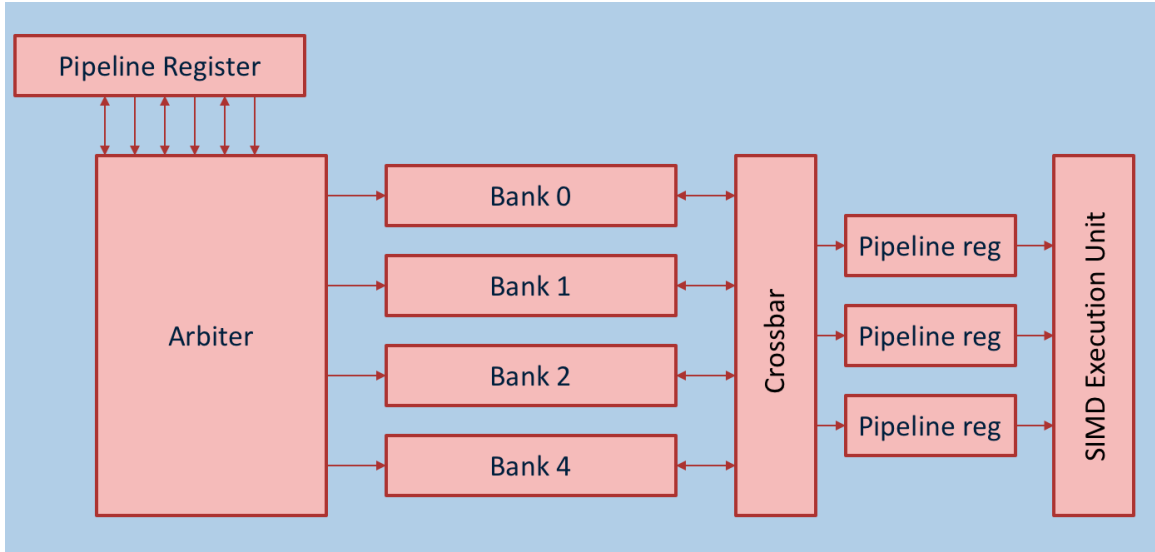 Pipeline Register
Arbiter
Bank 0
Bank 1
Bank 2
Bank 4
Crossbar
Pipeline reg
Pipeline reg
Pipeline reg
SIMD Execution Unit